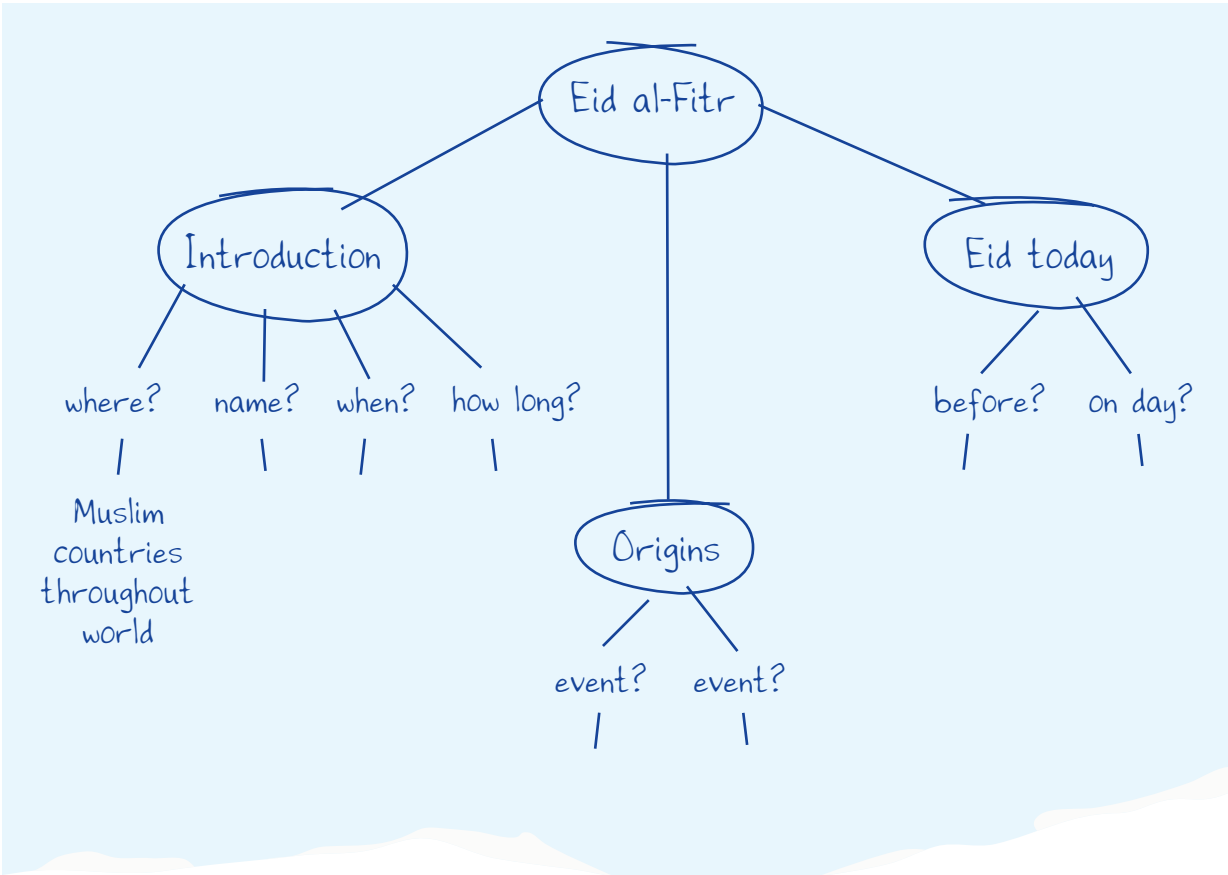 Eid al-Fitr
Introduction
Eid today
where?
name?
when?
how long?
before?
on day?
Muslim
countries
throughout
world
Origins
event?
event?